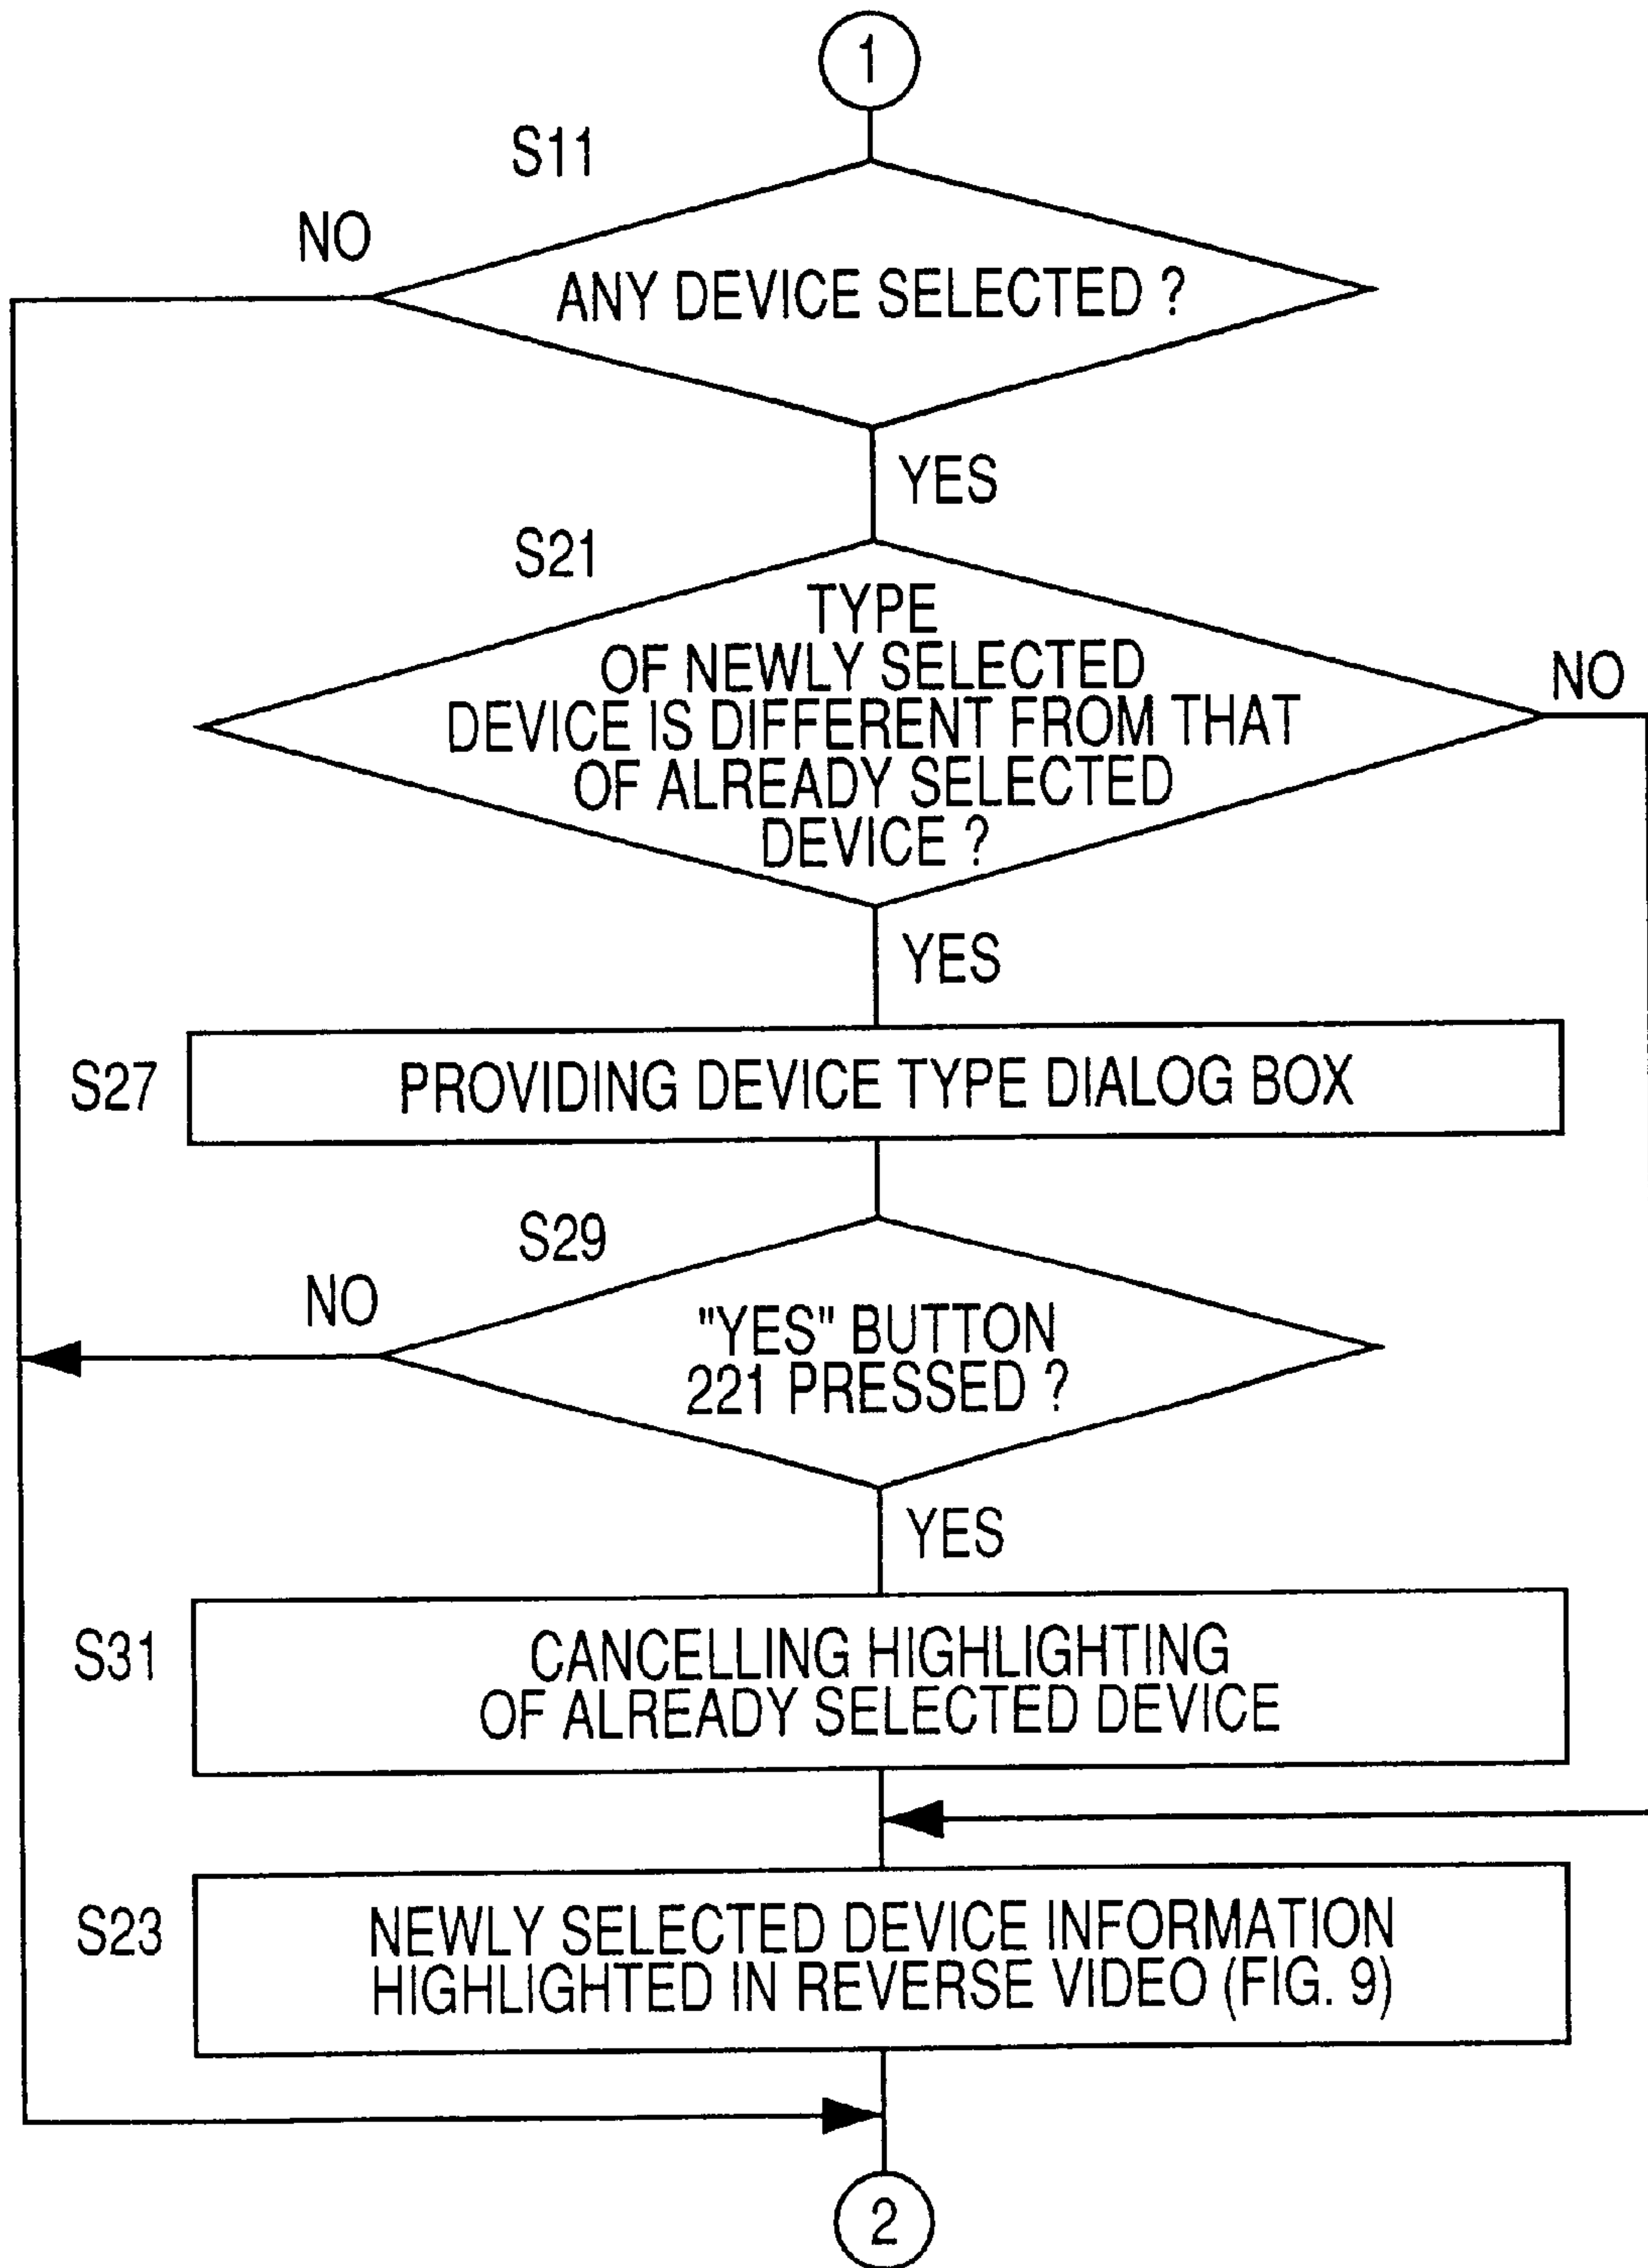 1
S11
NO
ANY DEVICE SELECTED ?
YES
S21
TYPE
OF NEWLY SELECTED
DEVICE IS DIFFERENT FROM THAT
OF ALREADY SELECTED
DEVICE ?
NO
YES
S27
PROVIDING DEVICE TYPE DIALOG BOX
S29
NO
"YES" BUTTON
221 PRESSED ?
YES
S31
CANCELLING HIGHLIGHTING
OF ALREADY SELECTED DEVICE
S23
NEWLY SELECTED DEVICE INFORMATION
HIGHLIGHTED IN REVERSE VIDEO (FIG. 9)
2